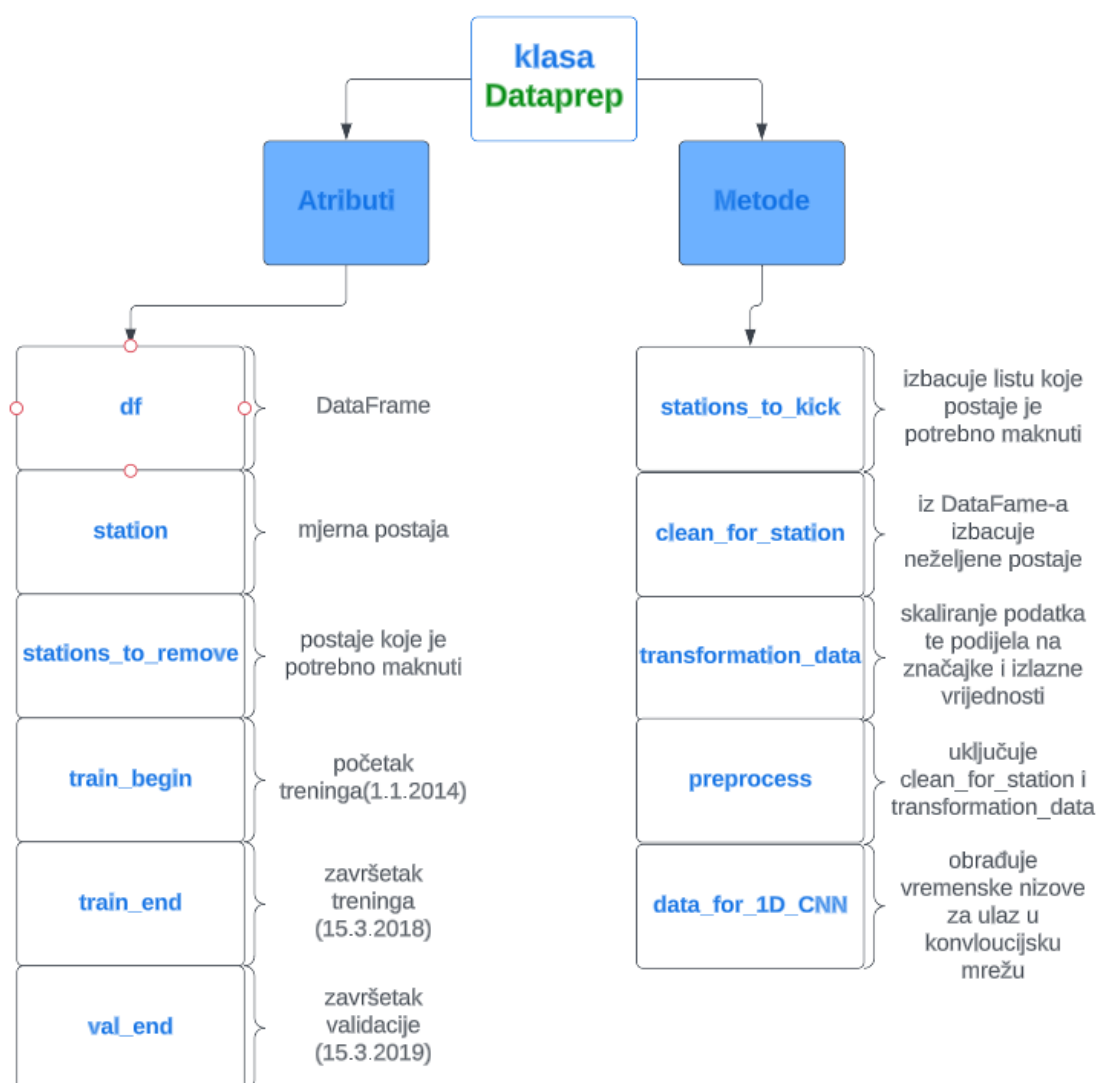 klasa
Dataprep
Atributi
Metode
df
DataFrame
station
mjerna postaja
stations_to_remove
postaje koje je
potrebno maknuti
train_begin
početak
treninga(1.1.2014)
train_end
završetak
treninga
(15.3.2018)
val_end
završetak
validacije
(15.3.2019)
stations_to_kick
izbacuje listu koje
postaje je
potrebno maknuti
clean_for_station
iz DataFame-a
izbacuje
neželjene postaje
transformation_data
skaliranje podatka
te podijela na
značajke i izlazne
vrijednosti
preprocess
uključuje
clean_for_station i
transformation_data
data_for_1D_CNN
obrađuje
vremenske nizove
za ulaz u
konvloucijsku
mrežu